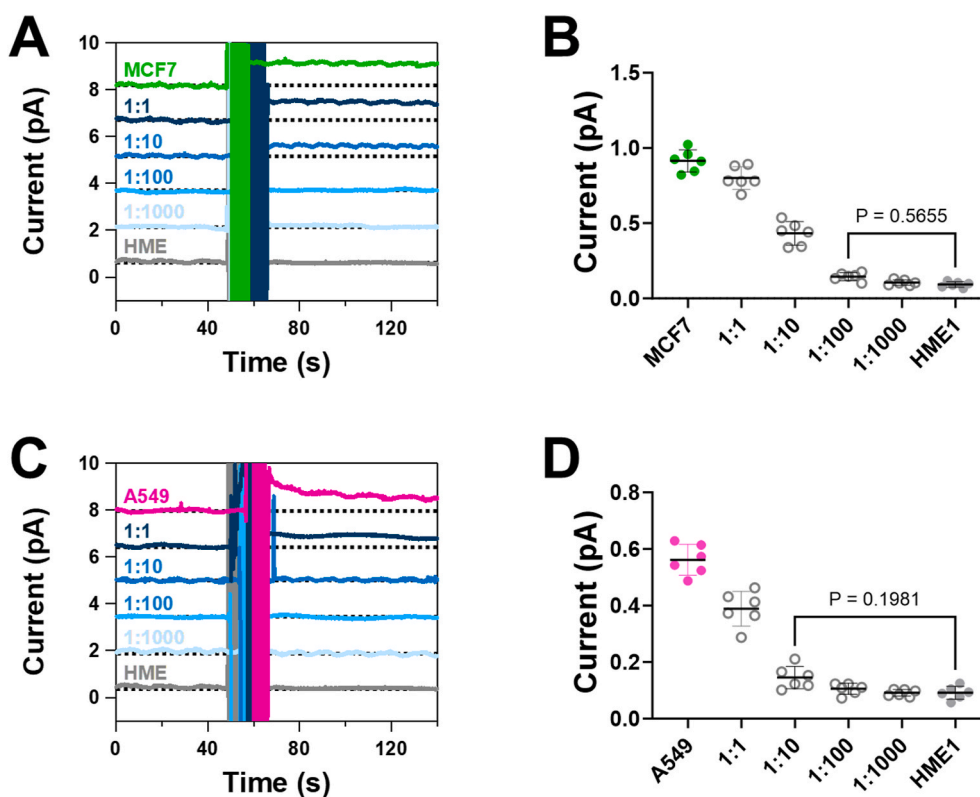 A
Current (pA)
10
8
6
4
2
0
MCF7
1:1
1:10
1:100
1:1000
HME
0
40
80
120
Time (s)
B
Current (pA)
1.5
1.0
0.5
0.0
P = 0.5655
MCF7
1:1
1:10
1:100
1:1000
HME1
C
Current (pA)
10
8
6
4
2
0
A549
1:1
1:10
1:100
1:1000
HME
0
40
80
120
Time (s)
D
Current (pA)
0.8
0.6
0.4
0.2
0.0
P = 0.1981
A549
1:1
1:10
1:100
1:1000
HME1